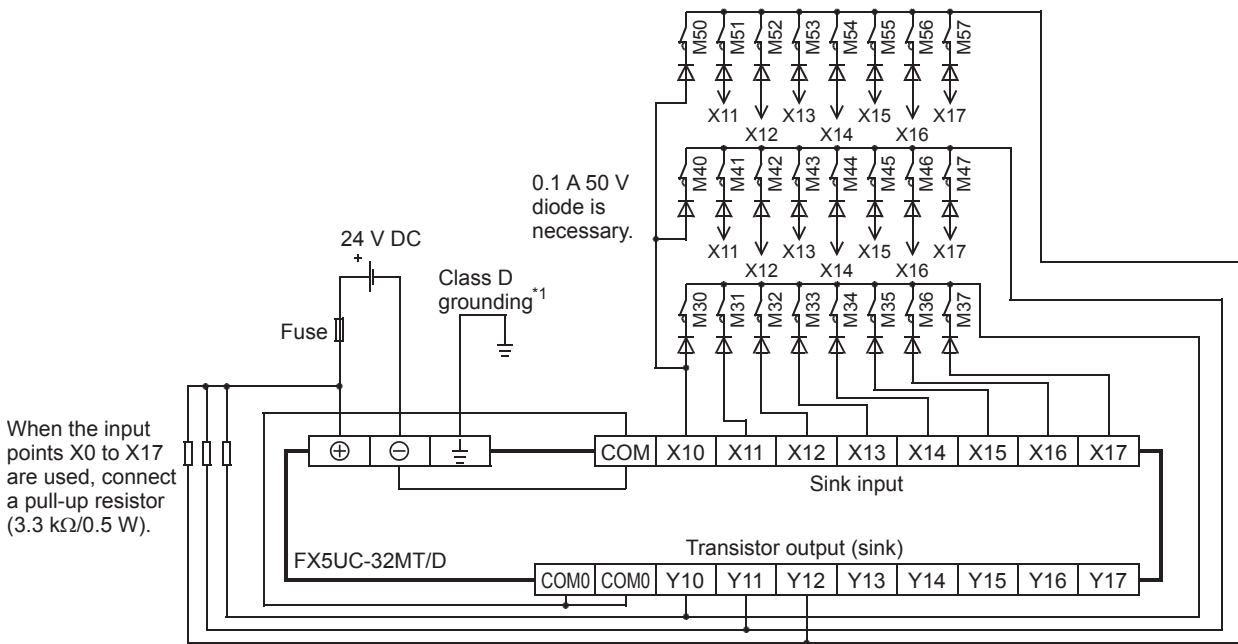 M50 M51 M52 M53 M54 M55 M56 M57
X11 X13 X15 X17
X12 X14 X16
M40 M41 M42 M43 M44 M45 M46 M47
0.1 A 50 V
diode is
necessary.
X11 X13 X15 X17
X12 X14 X16
24 V DC
+
Class D
grounding*1
M30 M31 M32 M33 M34 M35 M36 M37
Fuse
When the input
points X0 to X17
are used, connect
a pull-up resistor
(3.3 kΩ/0.5 W).
+ −
COM X10 X11 X12 X13 X14 X15 X16 X17
Sink input
FX5UC-32MT/D
Transistor output (sink)
COM0 COM0 Y10 Y11 Y12 Y13 Y14 Y15 Y16 Y17